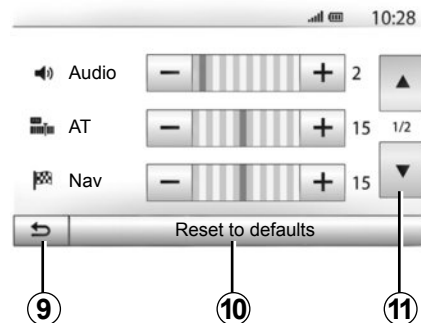 10:28
Audio − + 2 ▲
AT − + 15 1/2
Nav − + 15 ▼
Reset to defaults
9 10 11